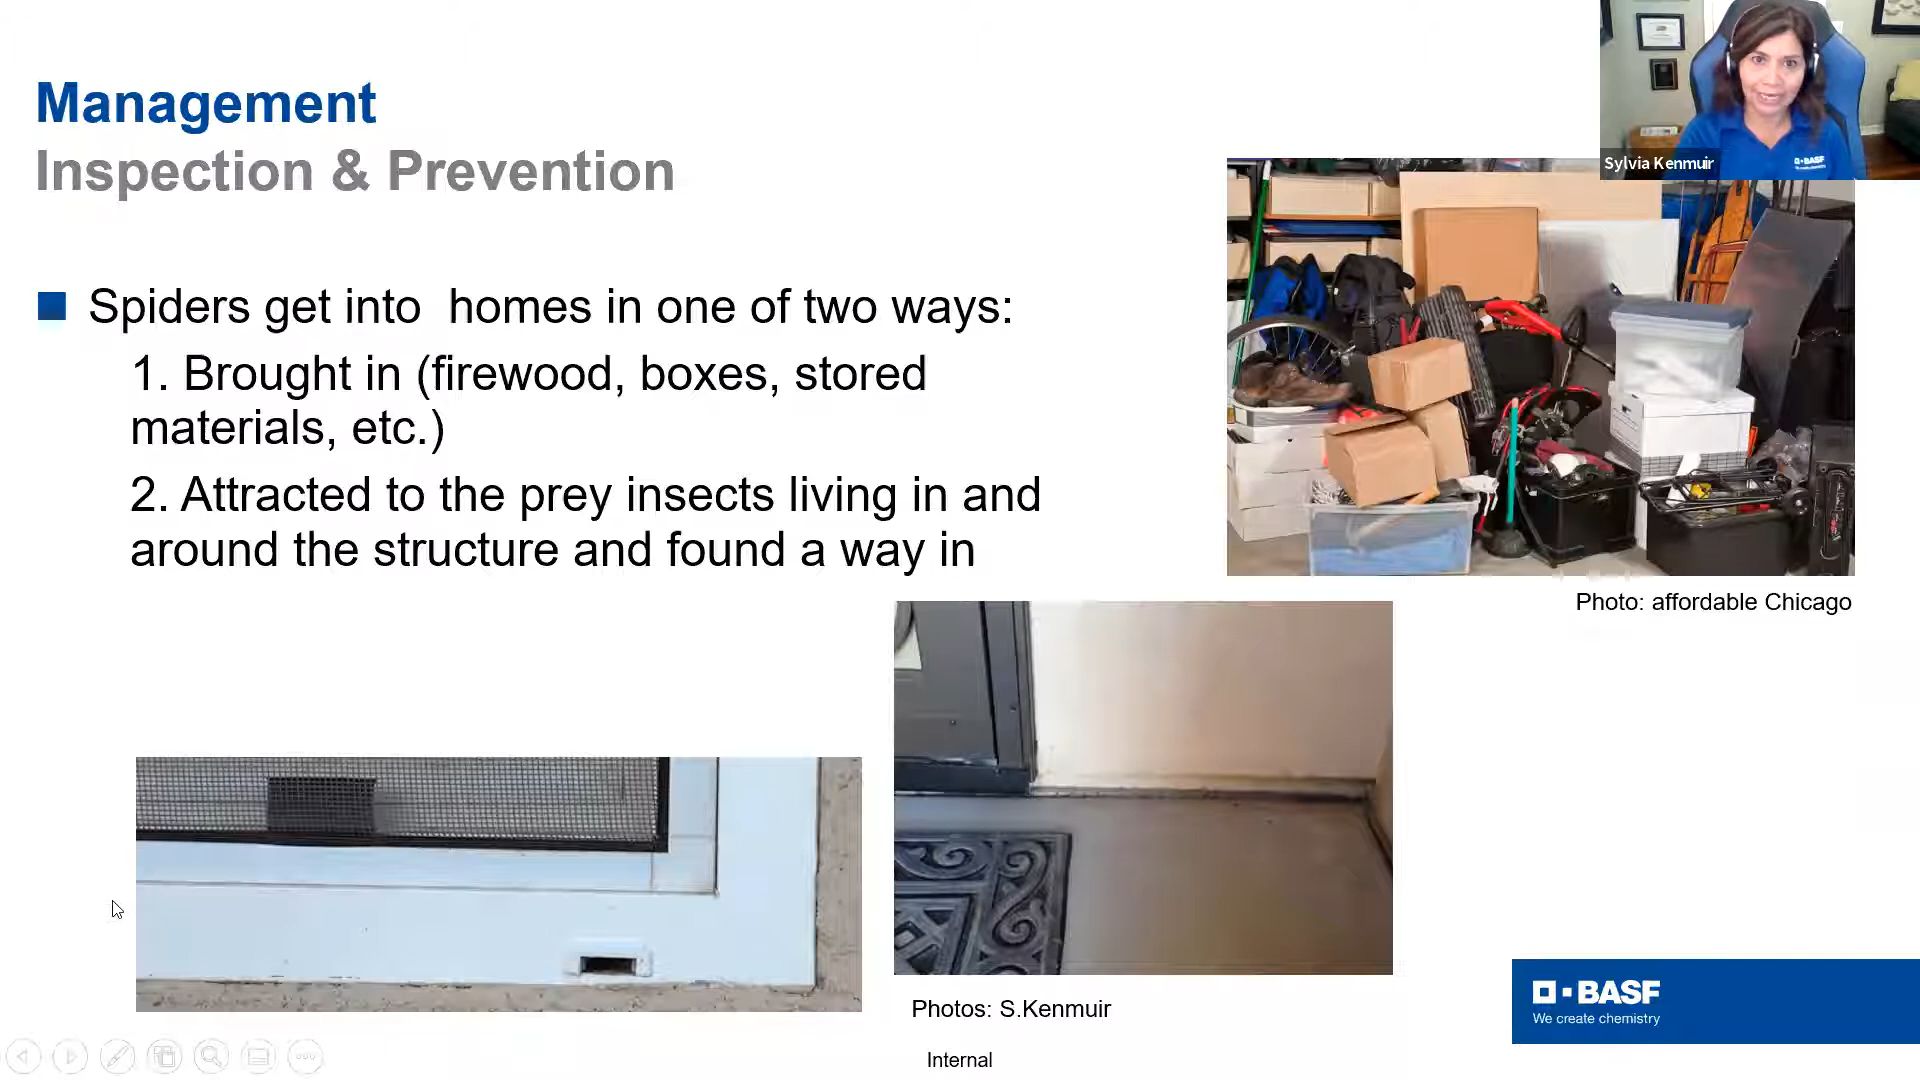 Management
Inspection & Prevention
Sylvia Kenmuir
BASF
Spiders get into  homes in one of two ways:
1. Brought in (firewood, boxes, stored
materials, etc.)
2. Attracted to the prey insects living in and
around the structure and found a way in
Photo: affordable Chicago
Photos: S.Kenmuir
BASF
We create chemistry
Internal